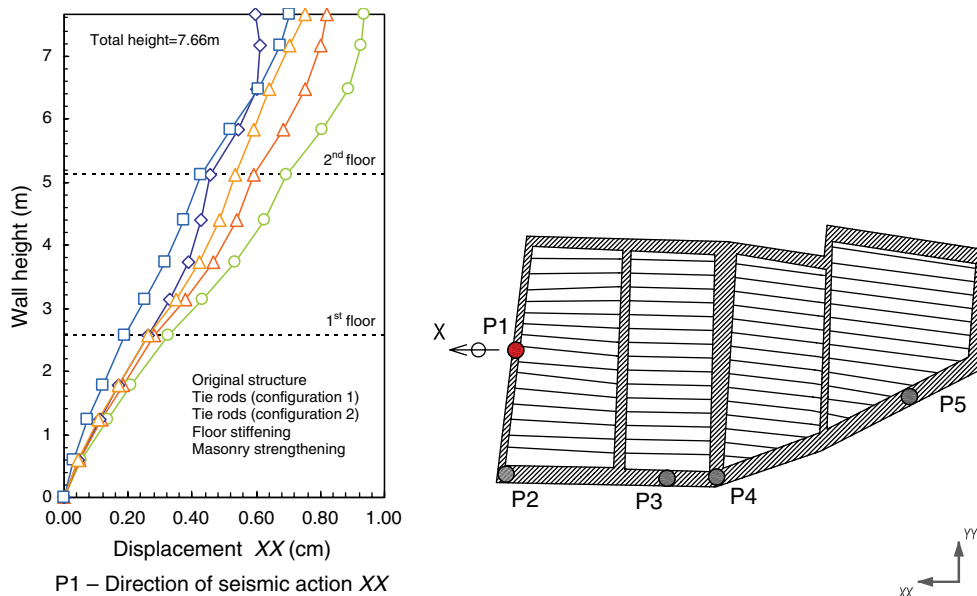 Total height=7.66m
7
6
5
4
3
2
1
0
Wall height (m)
2nd floor
1st floor
Original structure
Tie rods (configuration 1)
Tie rods (configuration 2)
Floor stiffening
Masonry strengthening
0.00 0.20 0.40 0.60 0.80 1.00
Displacement XX (cm)
P1 – Direction of seismic action XX
X
P1
P2
P3
P4
P5
YY
XX